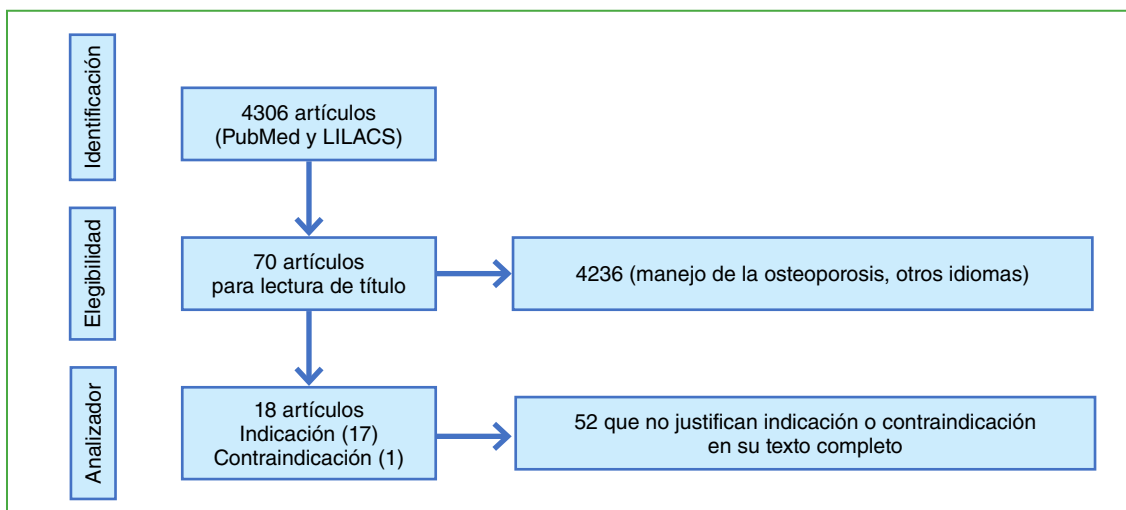 Identificación
4306 artículos
(PubMed y LILACS)
Elegibilidad
70 artículos
para lectura de título
4236 (manejo de la osteoporosis, otros idiomas)
Analizador
18 artículos
Indicación (17)
Contraindicación (1)
52 que no justifican indicación o contraindicación
en su texto completo